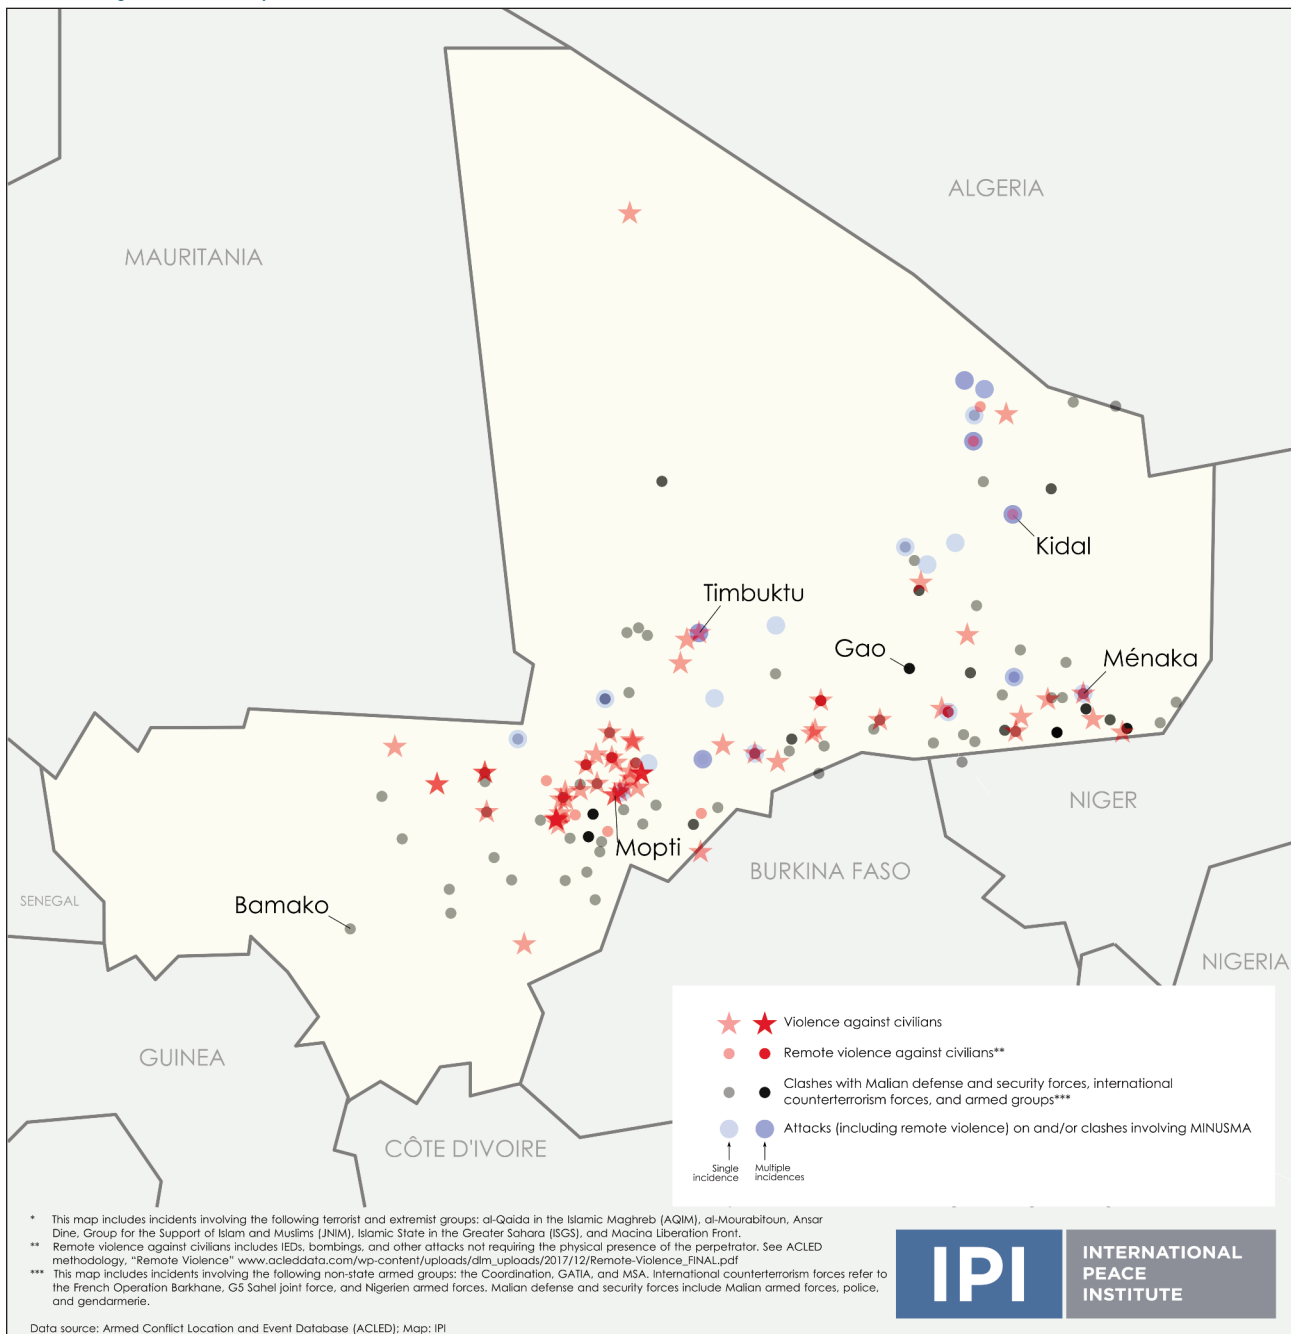 ALGERIA
MAURITANIA
Kidal
Timbuktu
Gao
Ménaka
NIGER
Mopti
BURKINA FASO
SENEGAL
Bamako
NIGERIA
GUINEA
CÔTE D'IVOIRE
Violence against civilians
Remote violence against civilians**
Clashes with Malian defense and security forces, international
counterterrorism forces, and armed groups***
Attacks (including remote violence) on and/or clashes involving MINUSMA
Single
incidence
Multiple
incidences
* This map includes incidents involving the following terrorist and extremist groups: al-Qaida in the Islamic Maghreb (AQIM), al-Mourabitoun, Ansar
Dine, Group for the Support of Islam and Muslims (JNIM), Islamic State in the Greater Sahara (ISGS), and Macina Liberation Front.
** Remote violence against civilians includes IEDs, bombings, and other attacks not requiring the physical presence of the perpetrator. See ACLED
methodology, “Remote Violence” www.acleddata.com/wp-content/uploads/dlm_uploads/2017/12/Remote-Violence_FINAL.pdf
*** This map includes incidents involving the following non-state armed groups: the Coordination, GATIA, and MSA. International counterterrorism forces refer to
the French Operation Barkhane, G5 Sahel joint force, and Nigerien armed forces. Malian defense and security forces include Malian armed forces, police,
and gendarmerie.
Data source: Armed Conflict Location and Event Database (ACLED); Map: IPI
IPI
INTERNATIONAL
PEACE
INSTITUTE